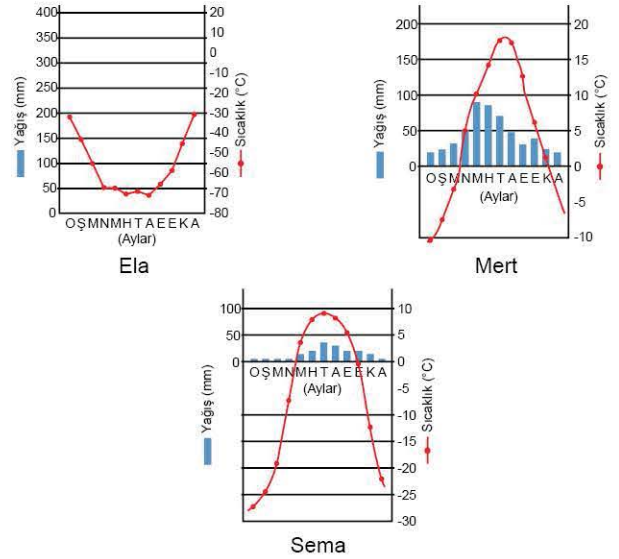 Yağış (mm)
400
350
300
250
200
150
100
50
0
20
10
0
-10
-20
-30
-40
-50
-60
-70
-80
Sıcaklık (°C)
O Ş M N M H T A E E K A
(Aylar)
Ela
Yağış (mm)
200
150
100
50
0
20
15
10
5
0
-5
-10
Sıcaklık (°C)
O Ş M N M H T A E E K A
(Aylar)
Mert
Yağış (mm)
100
50
0
10
5
0
-5
-10
-15
-20
-25
-30
Sıcaklık (°C)
O Ş M N M H T A E E K A
(Aylar)
Sema